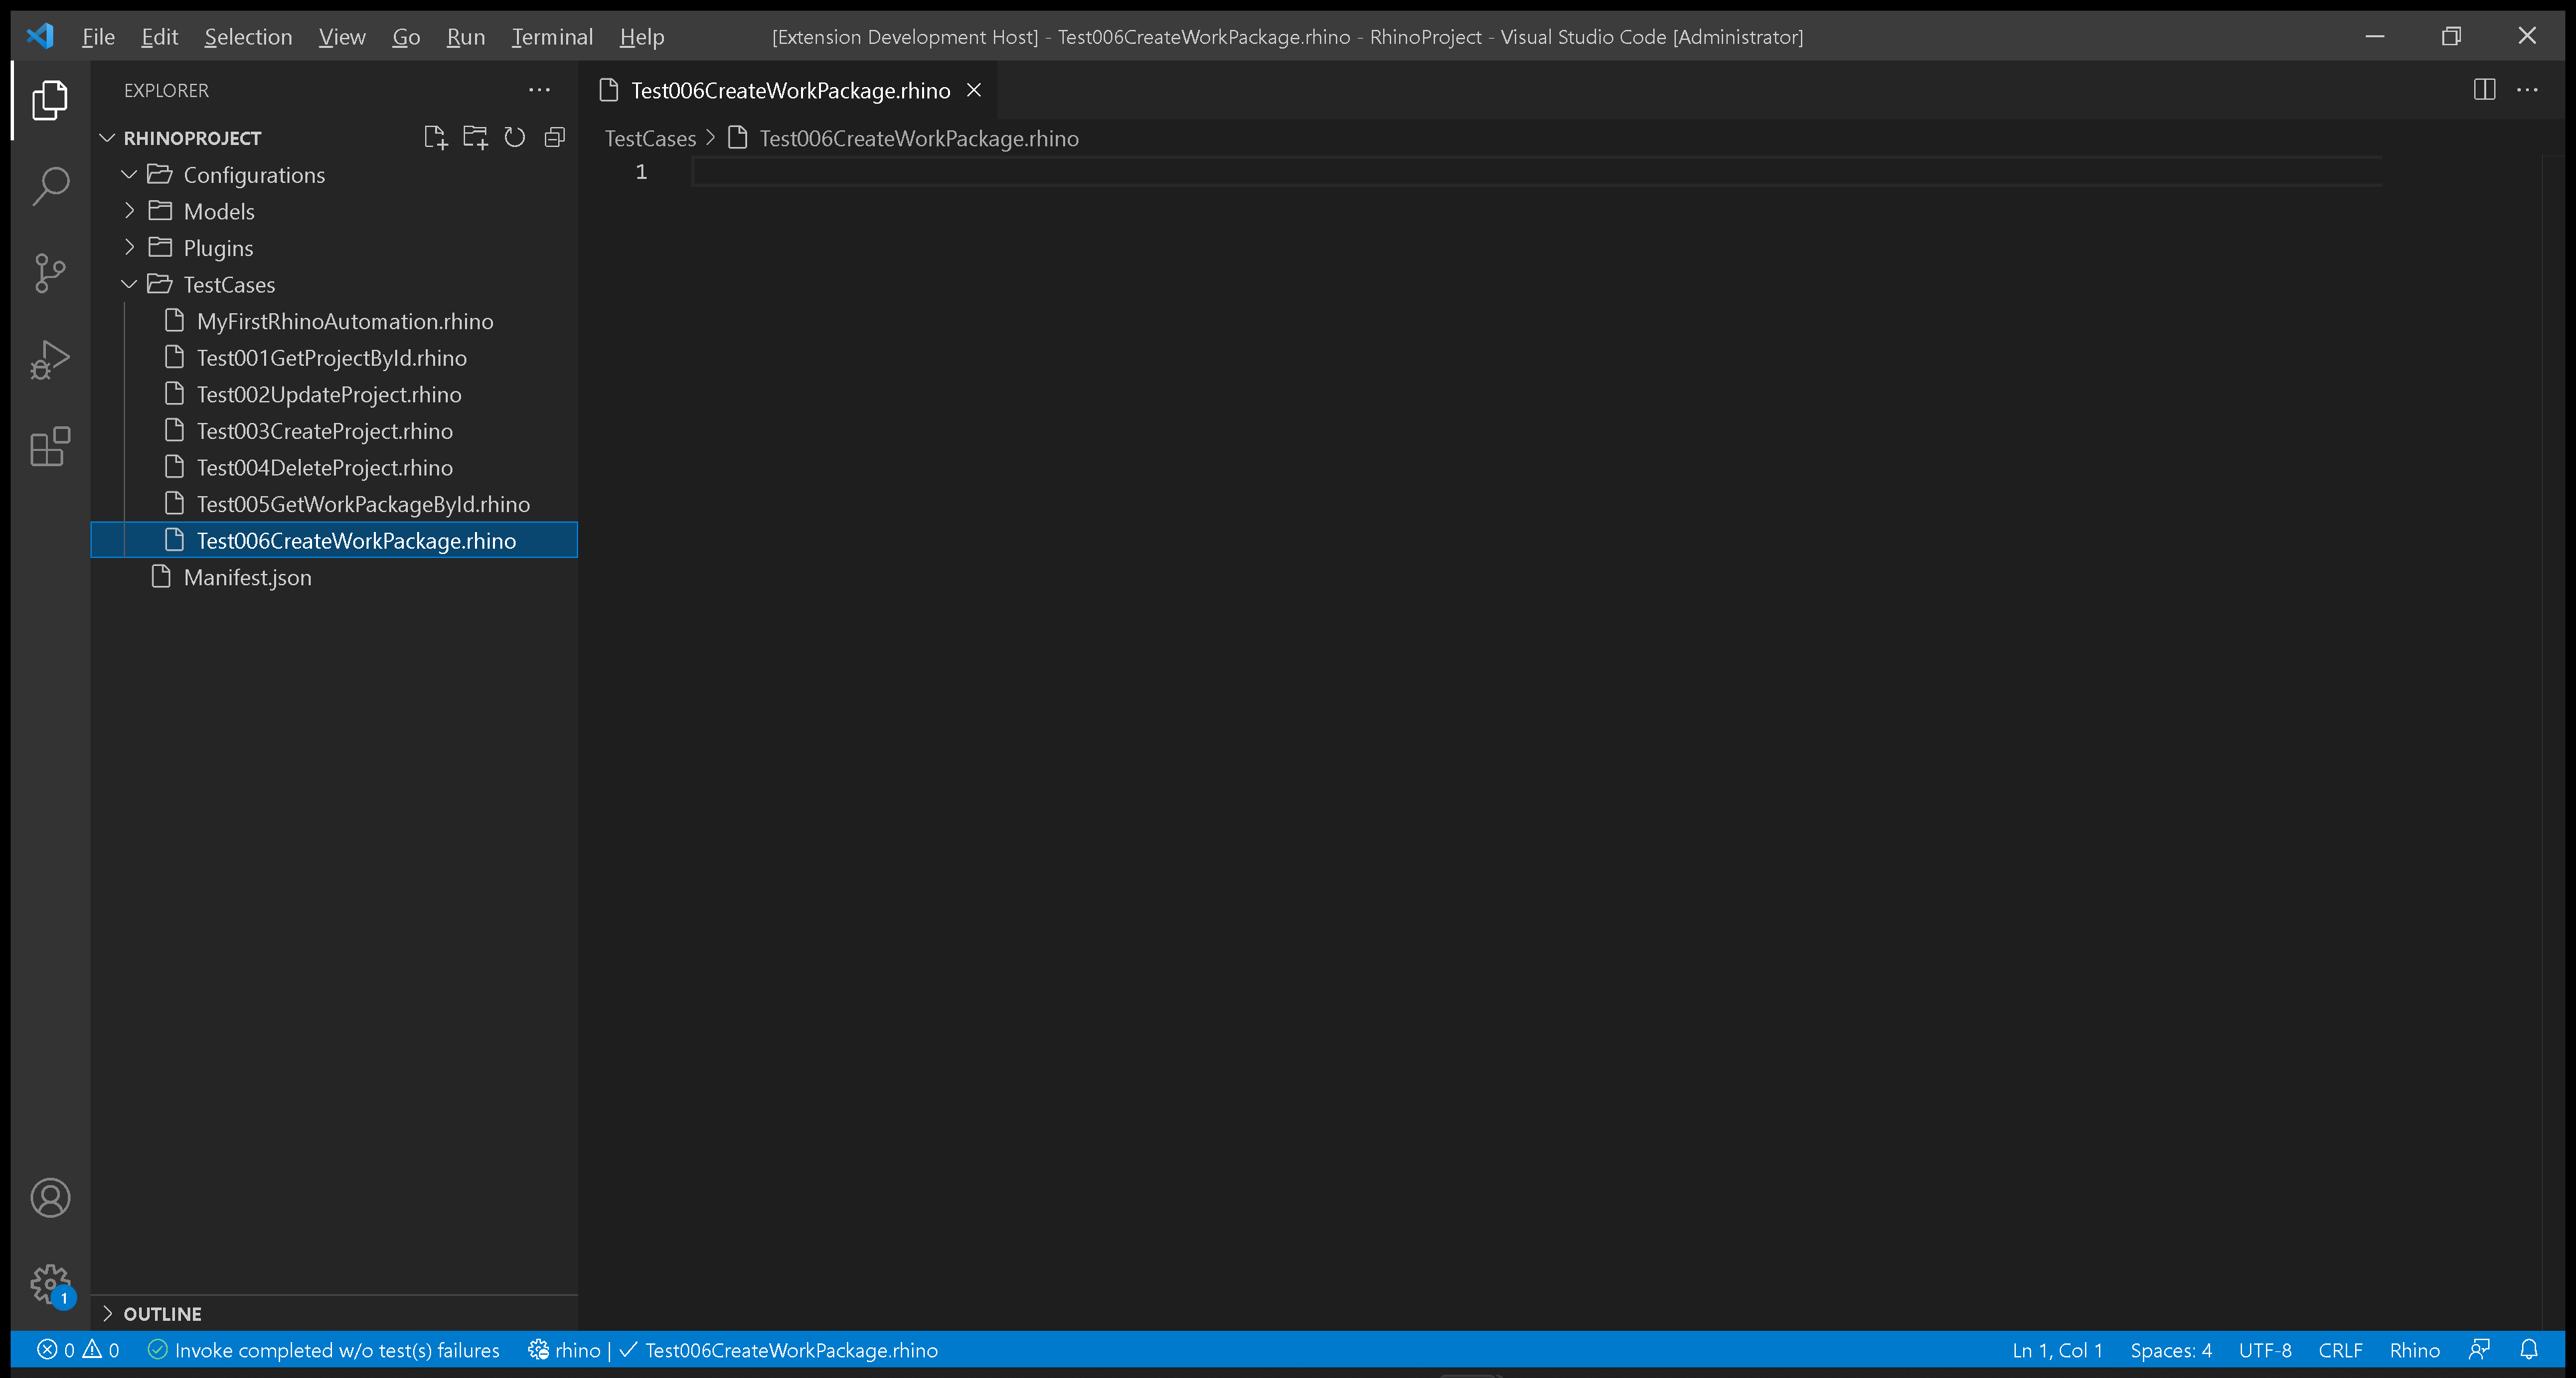 File Edit Selection View Go Run Terminal Help [Extension Development Host] - Test006CreateWorkPackage.rhino - RhinoProject - Visual Studio Code [Administrator]
EXPLORER
Test006CreateWorkPackage.rhino
RHINOPROJECT
TestCases > Test006CreateWorkPackage.rhino
1
Configurations
Models
Plugins
TestCases
MyFirstRhinoAutomation.rhino
Test001GetProjectById.rhino
Test002UpdateProject.rhino
Test003CreateProject.rhino
Test004DeleteProject.rhino
Test005GetWorkPackageById.rhino
Test006CreateWorkPackage.rhino
Manifest.json
1
OUTLINE
0 0 Invoke completed w/o test(s) failures rhino | Test006CreateWorkPackage.rhino Ln 1, Col 1 Spaces: 4 UTF-8 CRLF Rhino